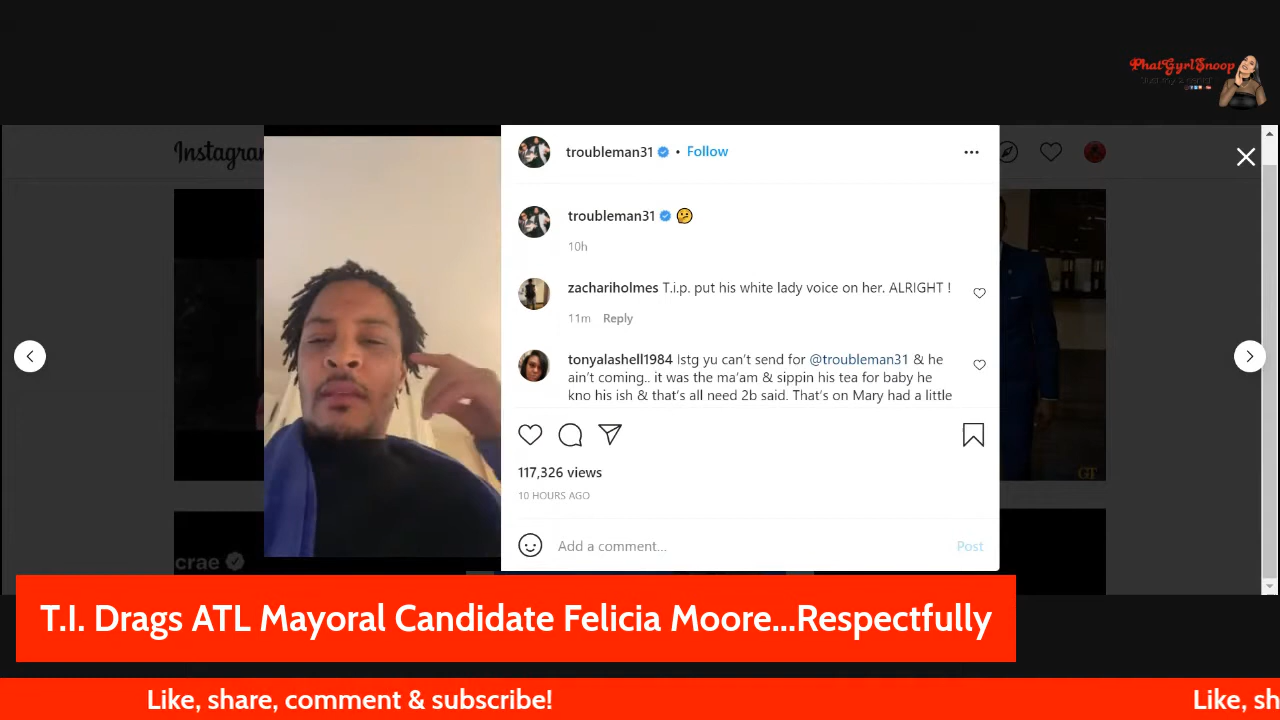 PhatGyrlSnoop
Instagram
troubleman31 • Follow
troubleman31
10h
zachariholmes T.i.p. put his white lady voice on her. ALRIGHT !
11m Reply
tonyalashell1984 Istg yu can't send for @troubleman31 & he
ain't coming.. it was the ma'am & sippin his tea for baby he
kno his ish & that's all need 2b said. That's on Mary had a little
117,326 views
10 HOURS AGO
Add a comment...
Post
GT
crae
T.I. Drags ATL Mayoral Candidate Felicia Moore...Respectfully
Like, share, comment & subscribe!
Like, sh